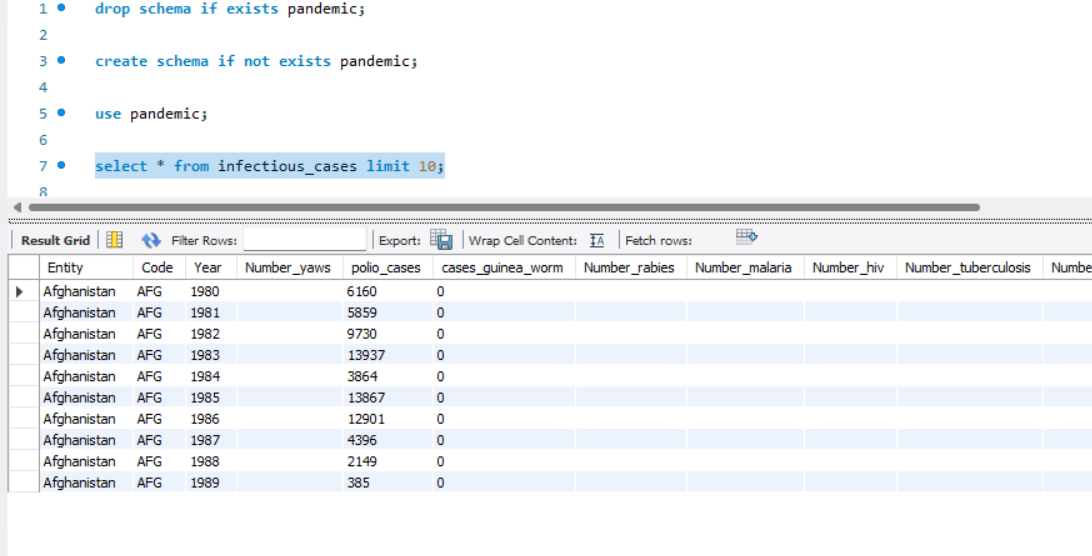 1 drop schema if exists pandemic;
2
3 create schema if not exists pandemic;
4
5 use pandemic;
6
7 select * from infectious_cases limit 10;
8
Result Grid Filter Rows: Export: Wrap Cell Content: IA Fetch rows:
Entity Code Year Number_yaws polio_cases cases_guinea_worm Number_rabies Number_malaria Number_hiv Number_tuberculosis Numbe
Afghanistan AFG 1980 6160 0
Afghanistan AFG 1981 5859 0
Afghanistan AFG 1982 9730 0
Afghanistan AFG 1983 13937 0
Afghanistan AFG 1984 3864 0
Afghanistan AFG 1985 13867 0
Afghanistan AFG 1986 12901 0
Afghanistan AFG 1987 4396 0
Afghanistan AFG 1988 2149 0
Afghanistan AFG 1989 385 0